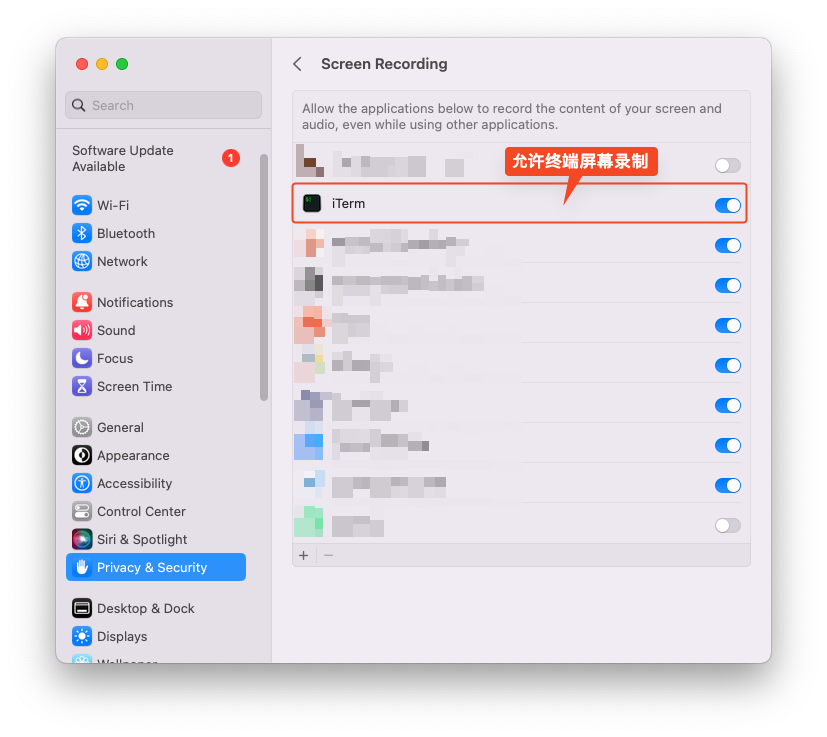 Screen Recording
Search
Allow the applications below to record the content of your screen and
audio, even while using other applications.
Software Update
Available
1
允许终端屏幕录制
iTerm
Wi-Fi
Bluetooth
Network
Notifications
Sound
Focus
Screen Time
General
Appearance
Accessibility
Control Center
Siri & Spotlight
Privacy & Security
Desktop & Dock
Displays
Wallpaper